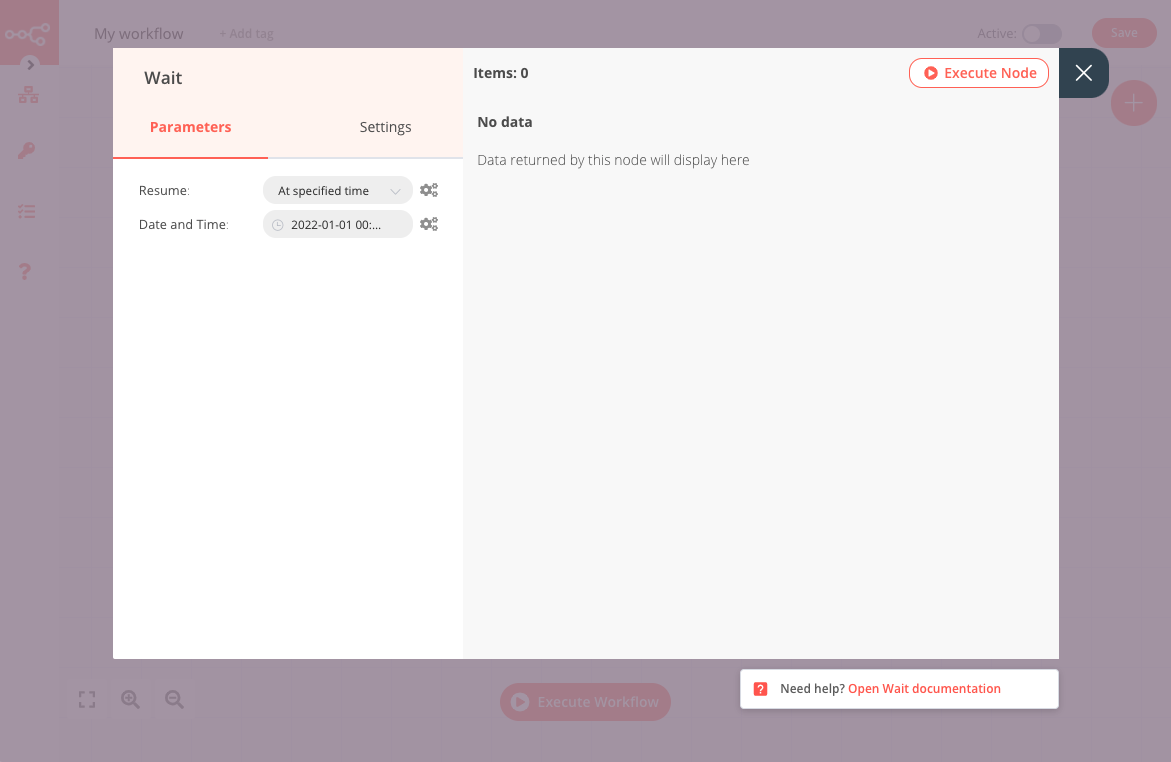 My workflow
+ Add tag
Active:
Save
Wait
Items: 0
Execute Node
Parameters
Settings
No data
Data returned by this node will display here
Resume:
At specified time
Date and Time:
2022-01-01 00:...
Execute Workflow
Need help? Open Wait documentation